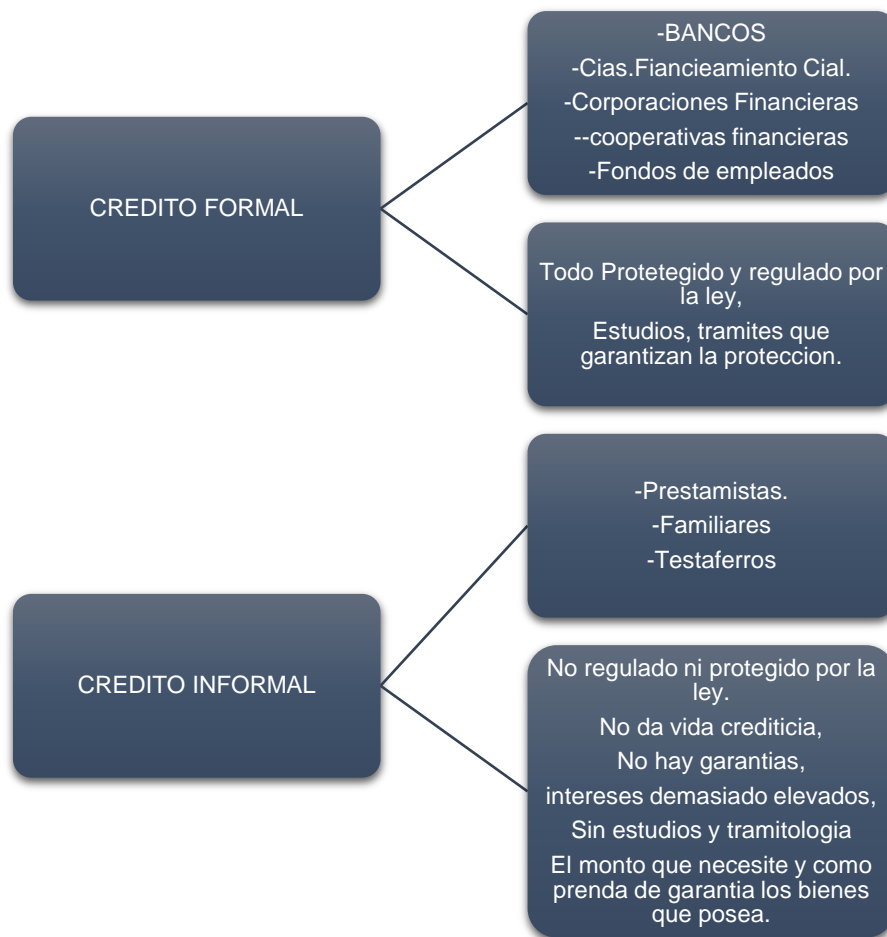 CREDITO FORMAL
-BANCOS
-Cias.Fiancieamiento Cial.
-Corporaciones Financieras
--cooperativas financieras
-Fondos de empleados
Todo Protetegido y regulado por
la ley,
Estudios, tramites que
garantizan la proteccion.
CREDITO INFORMAL
-Prestamistas.
-Familiares
-Testaferros
No regulado ni protegido por la
ley.
No da vida crediticia,
No hay garantias,
intereses demasiado elevados,
Sin estudios y tramitologia
El monto que necesite y como
prenda de garantia los bienes
que posea.